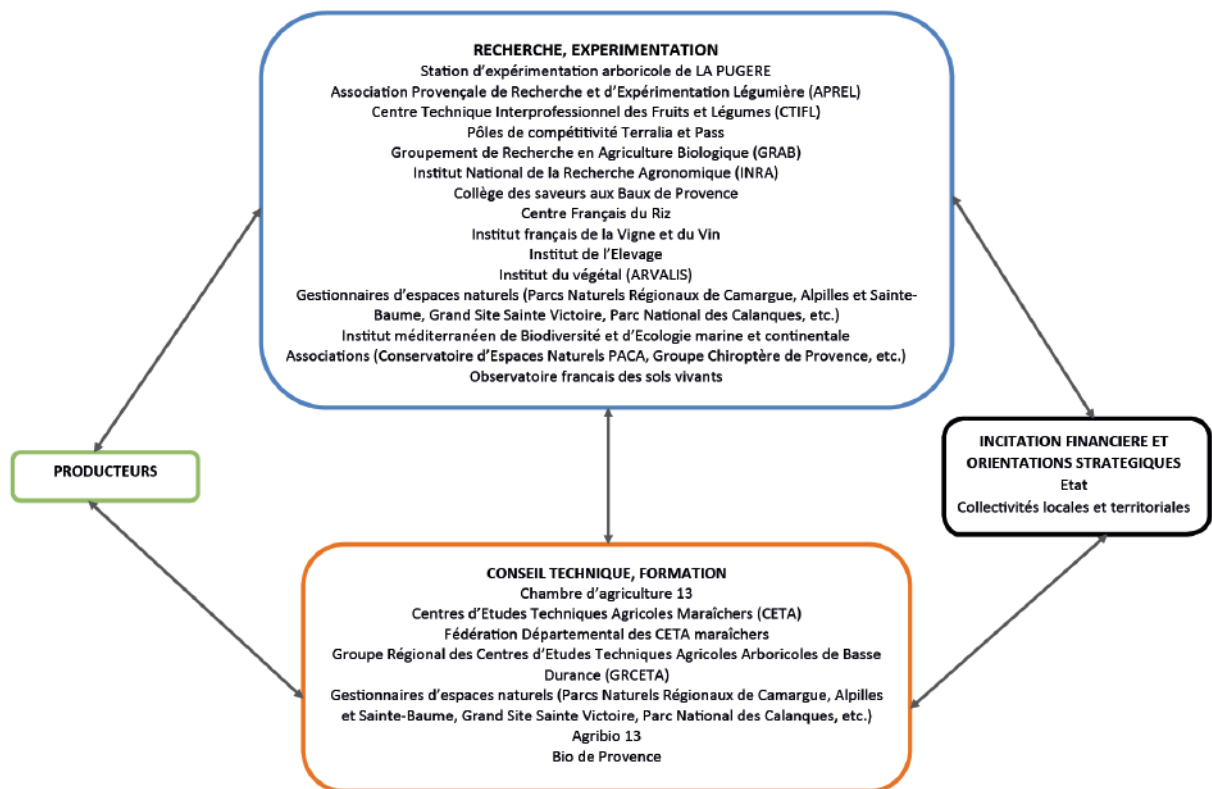 RECHERCHE, EXPERIMENTATION
Station d'expérimentation arboricole de LA PUGERE
Association Provençale de Recherche et d'Expérimentation Légumière (APREL)
Centre Technique Interprofessionnel des Fruits et Légumes (CTIFL)
Pôles de compétitivité Terralia et Pass
Groupement de Recherche en Agriculture Biologique (GRAB)
Institut National de la Recherche Agronomique (INRA)
Collège des saveurs aux Baux de Provence
Centre Français du Riz
Institut français de la Vigne et du Vin
Institut de l'Elevage
Institut du végétal (ARVALIS)
Gestionnaires d'espaces naturels (Parcs Naturels Régionaux de Camargue, Alpilles et Sainte-
Baume, Grand Site Sainte Victoire, Parc National des Calanques, etc.)
Institut méditerranéen de Biodiversité et d'Ecologie marine et continentale
Associations (Conservatoire d'Espaces Naturels PACA, Groupe Chiroptère de Provence, etc.)
Observatoire francais des sols vivants
PRODUCTEURS
INCITATION FINANCIERE ET
ORIENTATIONS STRATEGIQUES
Etat
Collectivités locales et territoriales
CONSEIL TECHNIQUE, FORMATION
Chambre d'agriculture 13
Centres d'Etudes Techniques Agricoles Maraîchers (CETA)
Fédération Départemental des CETA maraîchers
Groupe Régional des Centres d'Etudes Techniques Agricoles Arboricoles de Basse
Durance (GRCETA)
Gestionnaires d'espaces naturels (Parcs Naturels Régionaux de Camargue, Alpilles
et Sainte-Baume, Grand Site Sainte Victoire, Parc National des Calanques, etc.)
Agribio 13
Bio de Provence